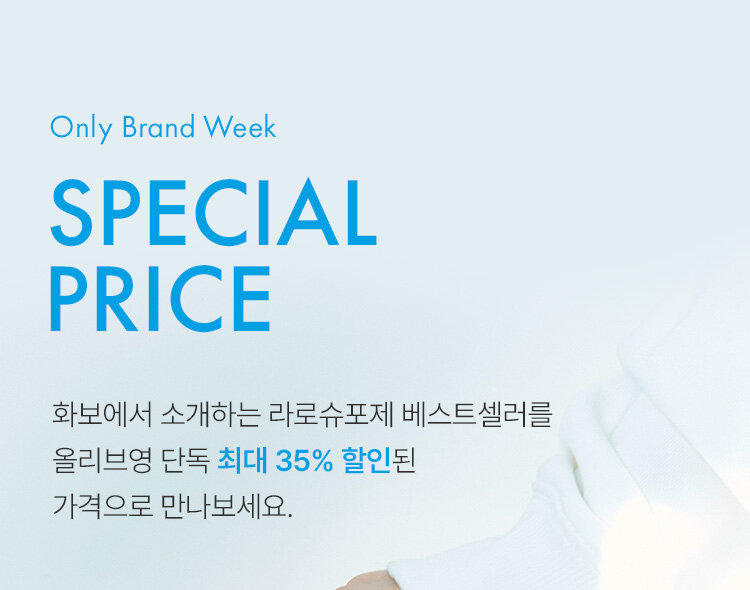 Only Brand Week
SPECIAL
PRICE
화보에서 소개하는 라로슈포제 베스트셀러를
올리브영 단독 최대 35% 할인된
가격으로 만나보세요.